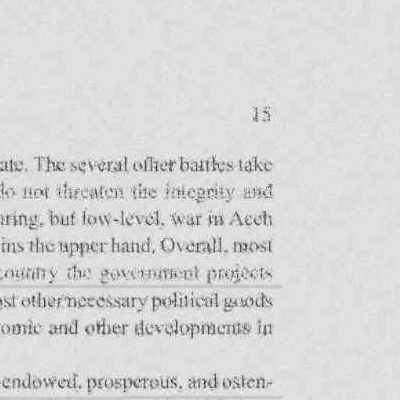 15
ate. The several other battles take
do not threaten the integrity and
uring, but low-level, war in Aceh
ins the upper hand, Overall, most
country the government projects
ost other necessary political goods
omic and other developments in
endowed, prosperous, and osten-